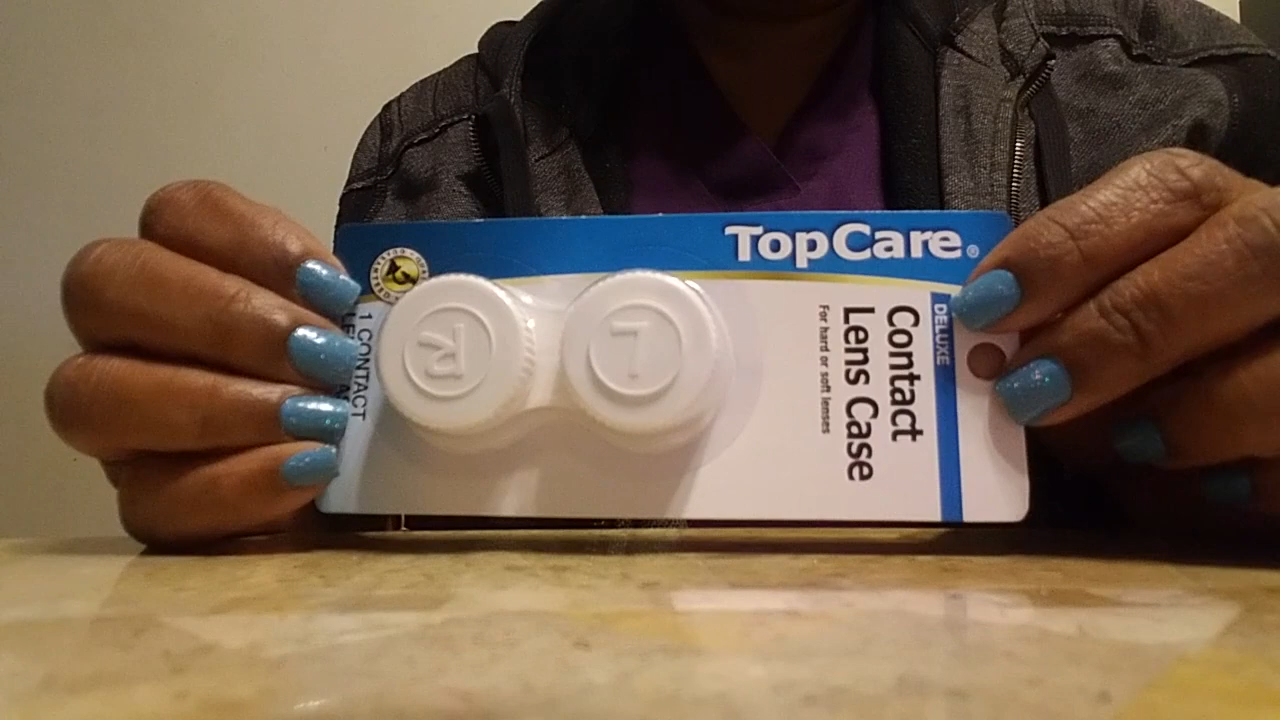 TopCare®
DELUXE
Contact
Lens Case
For hard or soft lenses
R
L
1 CONTACT